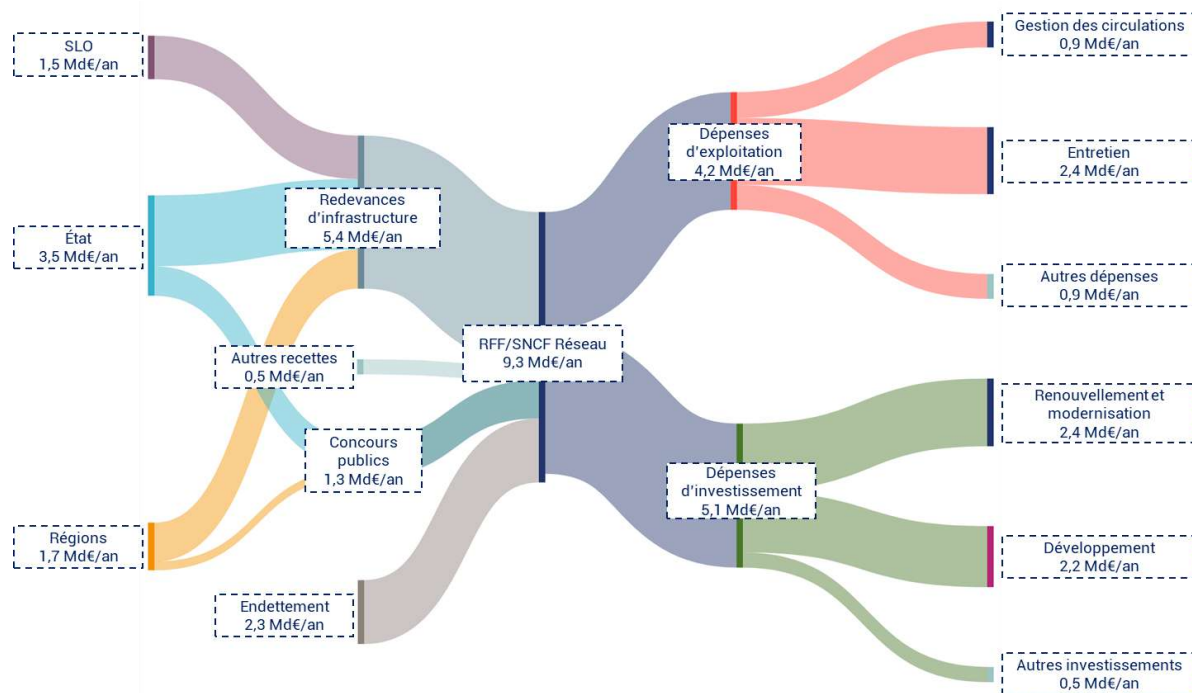 SLO
1,5 Md€/an
État
3,5 Md€/an
Régions
1,7 Md€/an
Redevances
d'infrastructure
5,4 Md€/an
Autres recettes
0,5 Md€/an
Concours
publics
1,3 Md€/an
Endettement
2,3 Md€/an
RFF/SNCF Réseau
9,3 Md€/an
Dépenses
d'exploitation
4,2 Md€/an
Dépenses
d'investissement
5,1 Md€/an
Gestion des circulations
0,9 Md€/an
Entretien
2,4 Md€/an
Autres dépenses
0,9 Md€/an
Renouvellement et
modernisation
2,4 Md€/an
Développement
2,2 Md€/an
Autres investissements
0,5 Md€/an